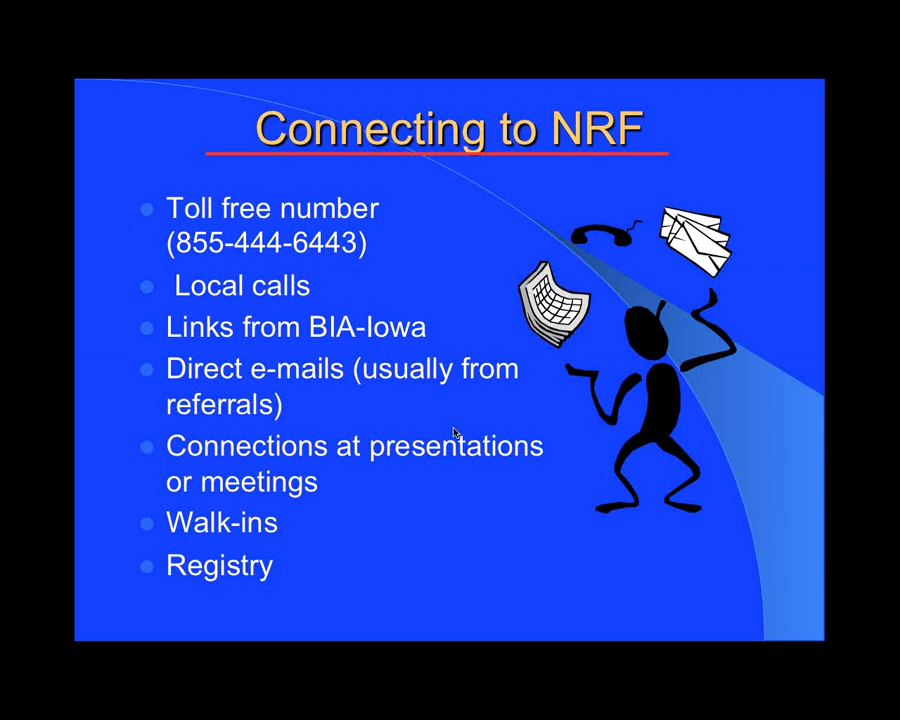 Connecting to NRF
Toll free number
(855-444-6443)
Local calls
Links from BIA-Iowa
Direct e-mails (usually from
referrals)
Connections at presentations
or meetings
Walk-ins
Registry